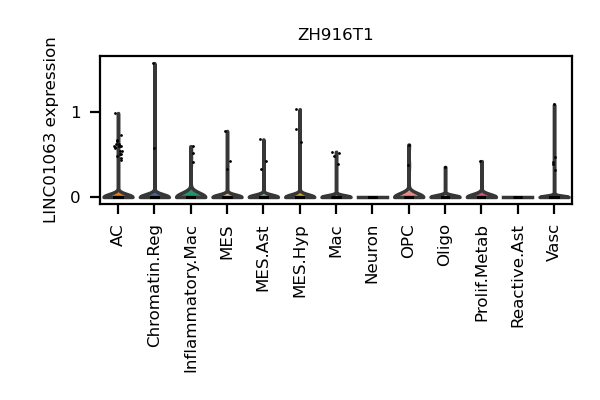 ZH916T1
LINC01063 expression
1
0
AC
Chromatin.Reg
Inflammatory.Mac
MES
MES.Ast
MES.Hyp
Mac
Neuron
OPC
Oligo
Prolif.Metab
Reactive.Ast
Vasc